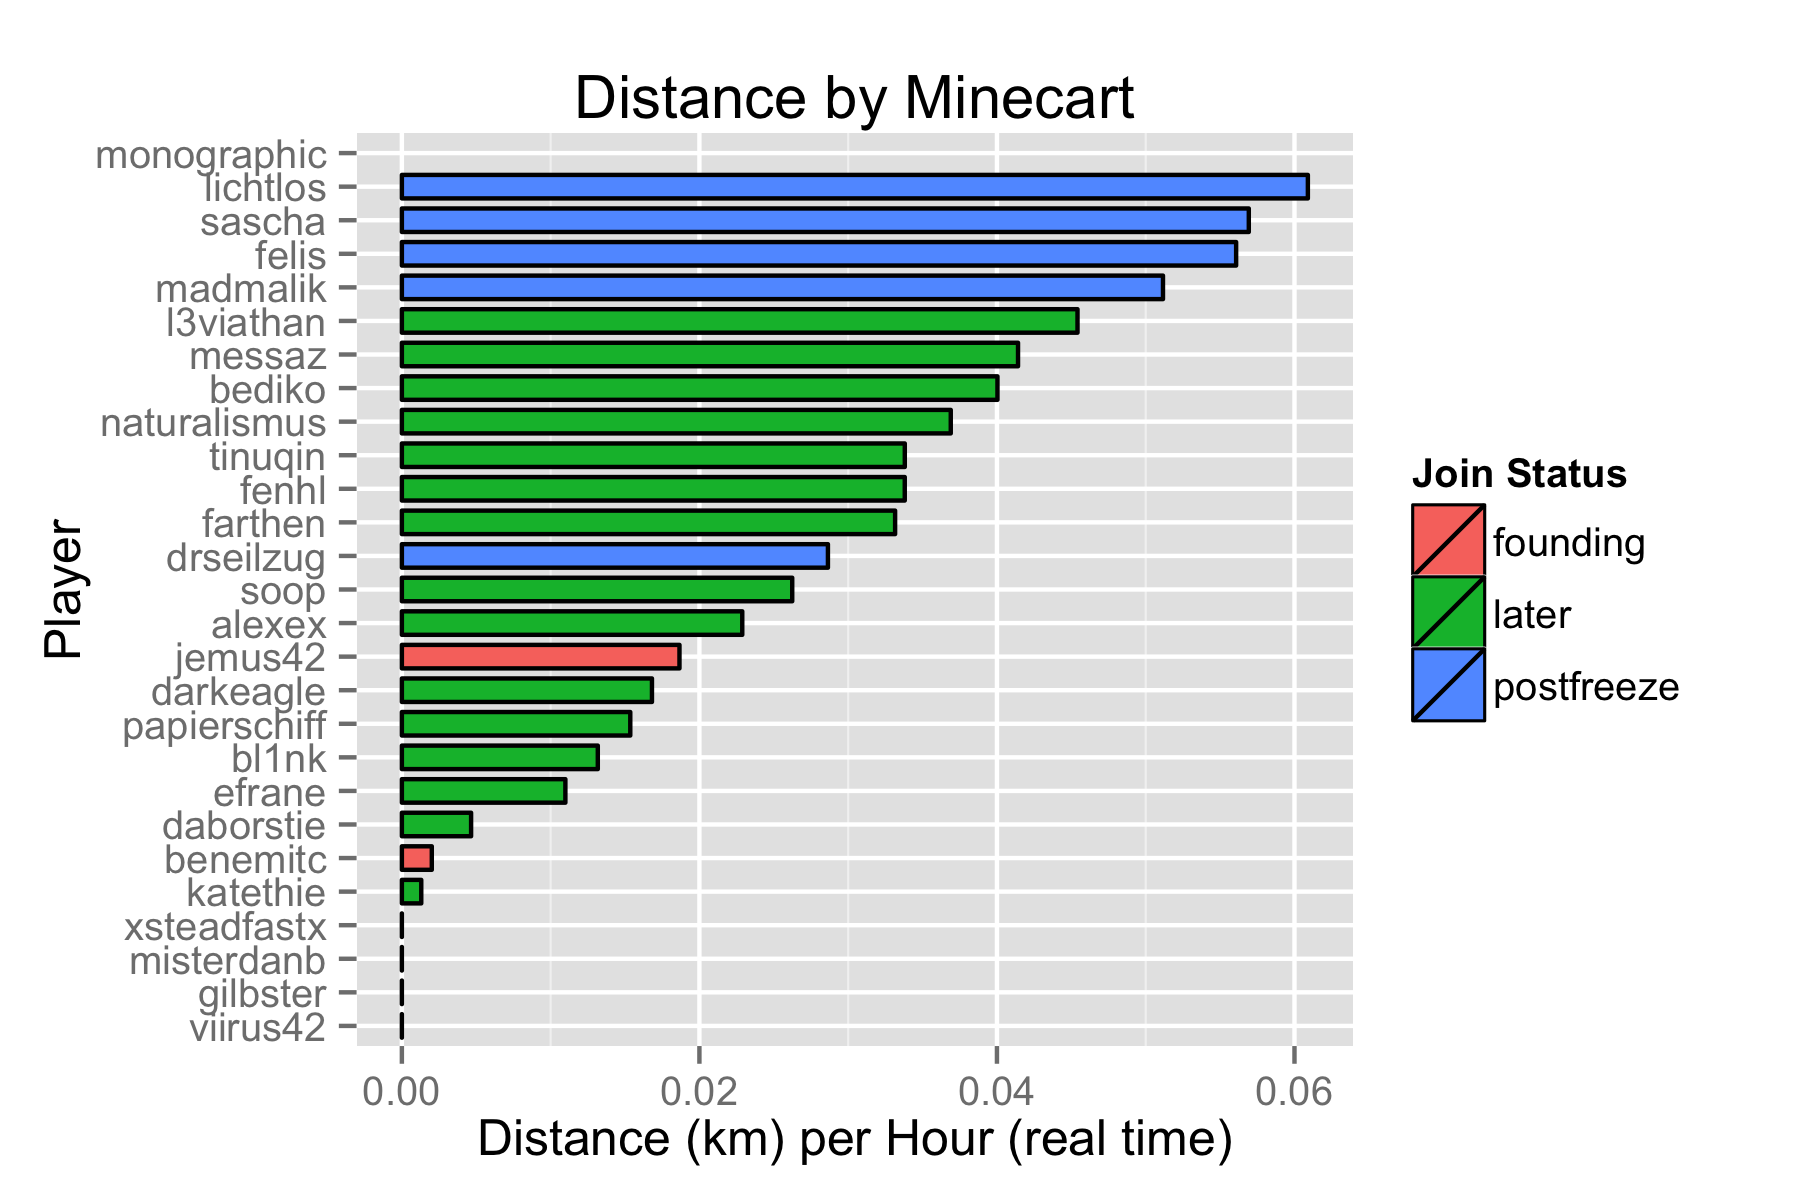 Distance by Minecart
monographic
lichtlos
sascha
felis
madmalik
l3viathan
messaz
bediko
naturalismus
tinuqin
fenhl
farthen
drseilzug
soop
alexex
jemus42
darkeagle
papierschiff
bl1nk
efrane
daborstie
benemitc
katethie
xsteadfastx
misterdanb
gilbster
viirus42
Player
0.00 0.02 0.04 0.06
Distance (km) per Hour (real time)
Join Status
founding
later
postfreeze